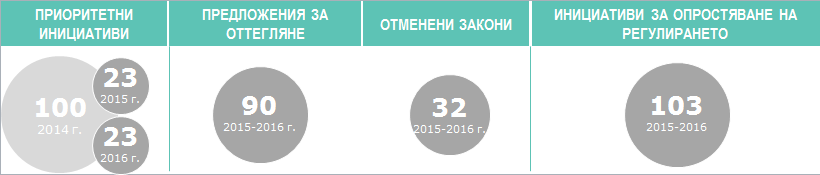 ПРИОРИТЕТНИ
ИНИЦИАТИВИ
ПРЕДЛОЖЕНИЯ ЗА
ОТТЕГЛЯНЕ
ОТМЕНЕНИ ЗАКОНИ
ИНИЦИАТИВИ ЗА ОПРОСТЯВАНЕ НА
РЕГУЛИРАНЕТО
100
2014 г.
23
2015 г.
23
2016 г.
90
2015-2016 г.
32
2015-2016 г.
103
2015-2016